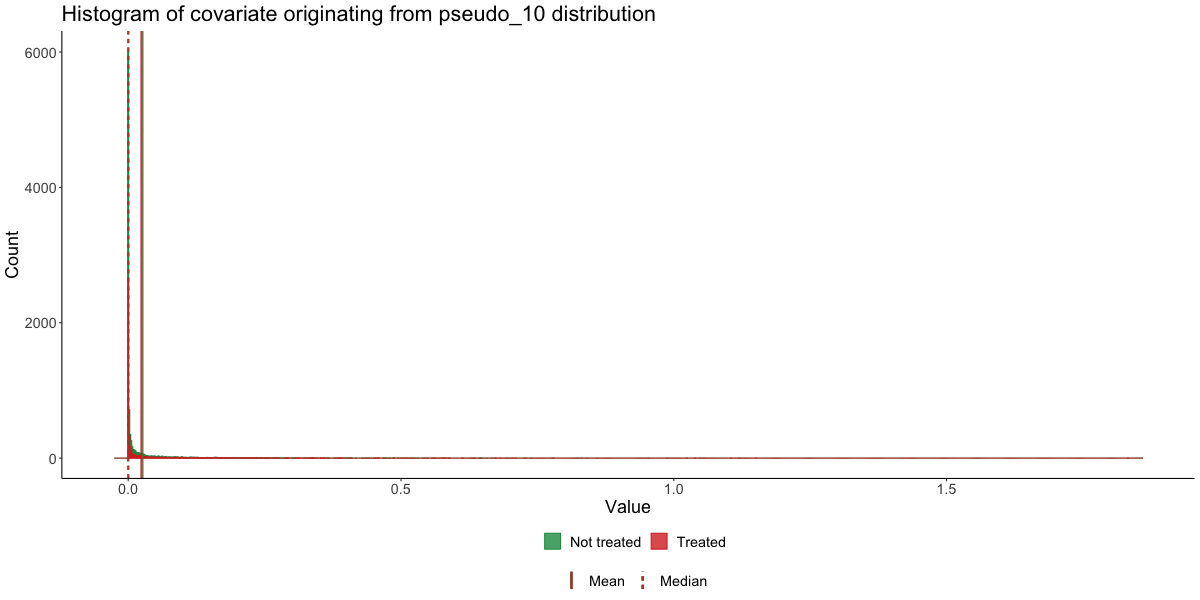 Histogram of covariate originating from pseudo_10 distribution
6000
4000
2000
0
Count
0.0 0.5 1.0 1.5
Value
Not treated Treated
Mean Median